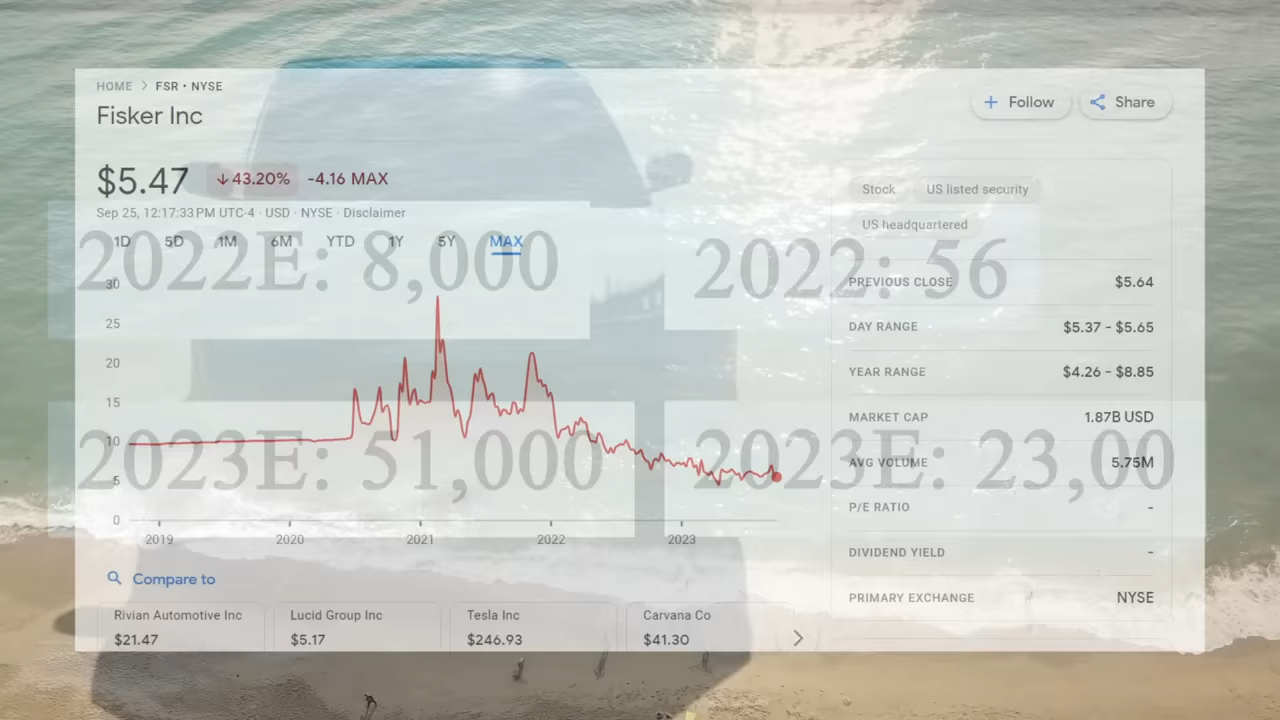 HOME > FSR • NYSE
Fisker Inc
+ Follow
Share
$5.47 ↓43.20% -4.16 MAX
Sep 25, 12:17:33 PM UTC-4 · USD · NYSE · Disclaimer
1D 5D 1M 6M YTD 1Y 5Y MAX
2022E: 8,000
2022: 56
2023E: 51,000
2023E: 23,00
30
25
20
15
10
5
0
2019 2020 2021 2022 2023
Stock US listed security
US headquartered
PREVIOUS CLOSE $5.64
DAY RANGE $5.37 - $5.65
YEAR RANGE $4.26 - $8.85
MARKET CAP 1.87B USD
AVG VOLUME 5.75M
P/E RATIO -
DIVIDEND YIELD -
PRIMARY EXCHANGE NYSE
Compare to
Rivian Automotive Inc
$21.47
Lucid Group Inc
$5.17
Tesla Inc
$246.93
Carvana Co
$41.30